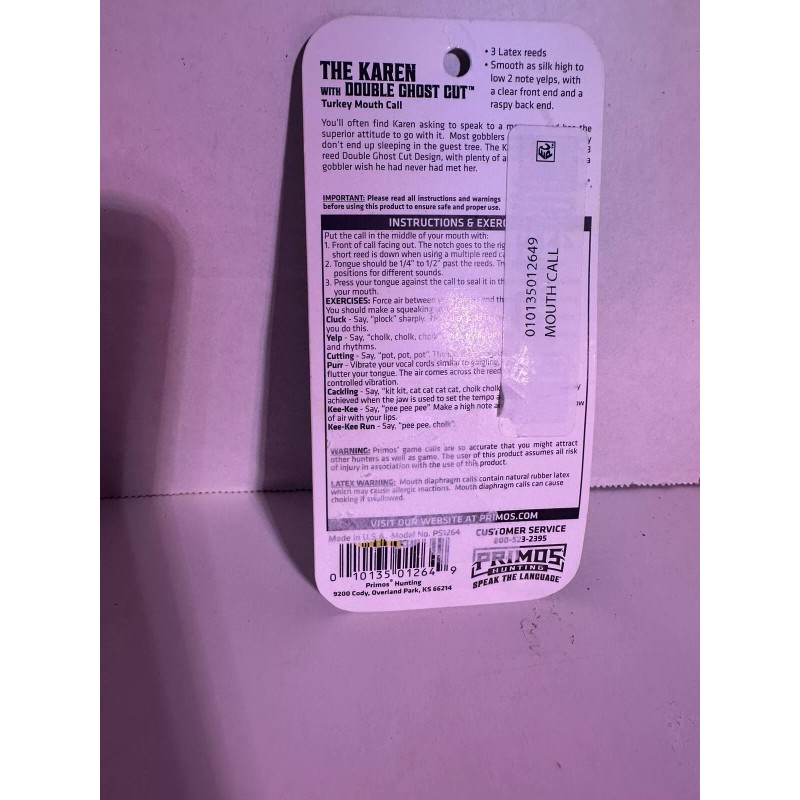 THE KAREN
WITH DOUBLE GHOST CUT™
Turkey Mouth Call
• 3 Latex reeds
• Smooth as silk high to
low 2 note yelps, with
a clear front end and a
raspy back end.
You'll often find Karen asking to speak to a the
superior attitude to go with it. Most gobblers
don't end up sleeping in the guest tree. The 3
reed Double Ghost Cut Design, with plenty of a
gobbler wish he had never had met her.
IMPORTANT: Please read all instructions and warnings
before using this product to ensure safe and proper use.
INSTRUCTIONS &
Put the call in the middle of your mouth with:
1. Front of call facing out. The notch goes to the
short reed is down when using a multiple reed
2. Tongue should be 1/4" to 1/2" past the reeds.
positions for different sounds.
3. Press your tongue against the call to seal it in
your mouth.
EXERCISES: Force air between
You should make a squeaking
Cluck - Say, "plock" sharply.
you do this.
Yelp - Say, "cholk, cholk,
and rhythms.
Cutting - Say, "pot, pot, pot".
Purr - Vibrate your vocal cords similar to gargling,
flutter your tongue. The air comes across the reed
controlled vibration.
Cackling - Say, "kit kit, cat cat cat cat, cholk
achieved when the jaw is used to set the tempo
Kee-Kee - Say, "pee pee pee" Make a high note
of air with your lips.
Kee-Kee Run - Say, "pee pee, cholk".
010135012649
MOUTH CALL
WARNING: Primos' game calls are so accurate that you might attract
other hunters as well as game. The user of this product assumes all risk
of injury in association with the use of this product.
LATEX WARNING: Mouth diaphragm calls contain natural rubber latex
which may cause allergic reactions. Mouth diaphragm calls can cause
choking if swallowed.
VISIT OUR WEBSITE AT PRIMOS.COM
Made in U.S.A. Model No. PS1264
CUSTOMER SERVICE
800-523-2395
0 10135 01264 9
Primos® Hunting
9200 Cody, Overland Park, KS 66214
PRIMOS
HUNTING
SPEAK THE LANGUAGE®